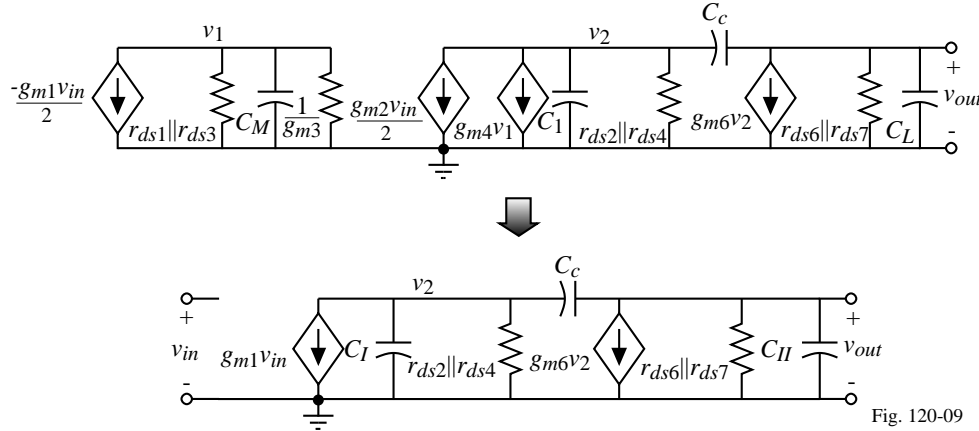 v1
v2
Cc
-gm1vin
2
rds1||rds3
CM
1
gm3
gm2vin
2
gm4v1
C1
rds2||rds4
gm6v2
rds6||rds7
CL
+
vout
-
v2
Cc
+
vin
-
gm1vin
CI
rds2||rds4
gm6v2
rds6||rds7
CII
+
vout
-
Fig. 120-09